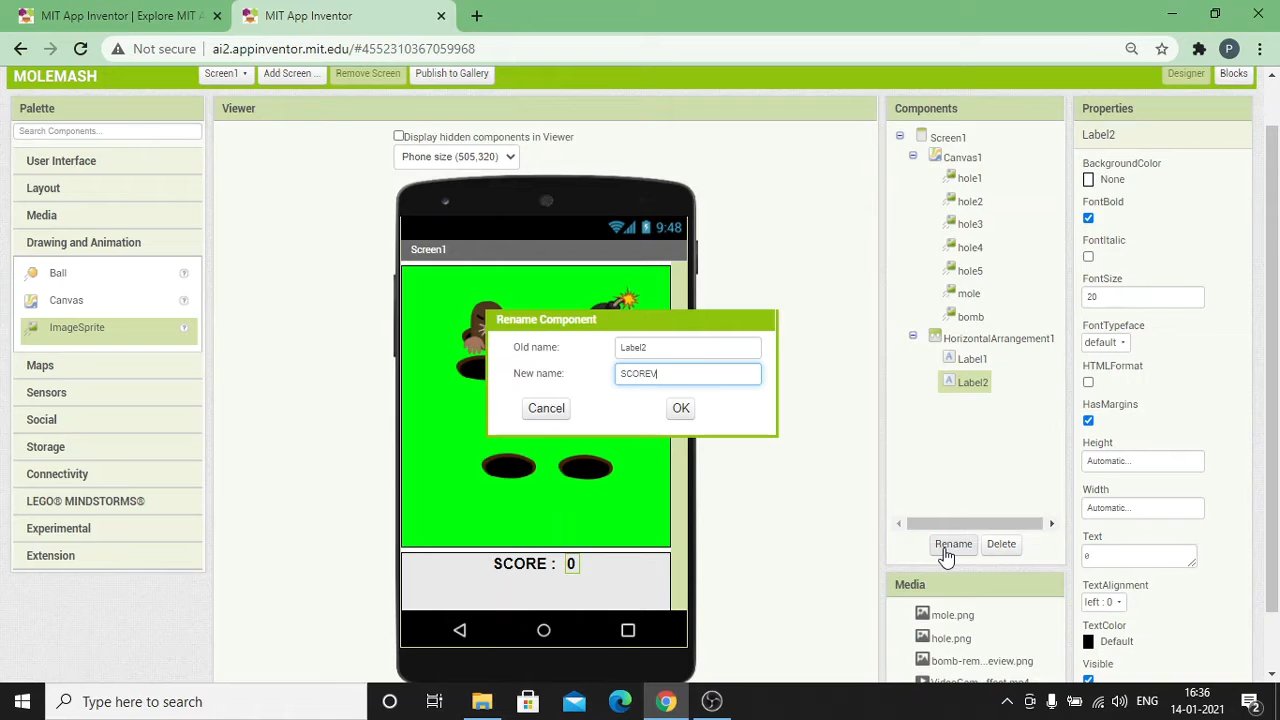 MIT App Inventor | Explore MIT A
MIT App Inventor
Not secure
ai2.appinventor.mit.edu/#4552310367059968
P
MOLEMASH
Screen1
Add Screen ...
Remove Screen
Publish to Gallery
Designer
Blocks
Palette
Search Components...
User Interface
Layout
Media
Drawing and Animation
Ball
Canvas
ImageSprite
Maps
Sensors
Social
Storage
Connectivity
LEGO® MINDSTORMS®
Experimental
Extension
Viewer
Display hidden components in Viewer
Phone size (505,320)
9:48
Screen1
Rename Component
Old name:
Label2
New name:
SCOREV
Cancel
OK
SCORE : 0
Components
Screen1
Canvas1
hole1
hole2
hole3
hole4
hole5
mole
bomb
HorizontalArrangement1
Label1
Label2
Rename
Delete
Media
mole.png
hole.png
bomb-rem...eview.png
Properties
Label2
BackgroundColor
None
FontBold
FontItalic
FontSize
20
FontTypeface
default
HTMLFormat
HasMargins
Height
Automatic...
Width
Automatic...
Text
0
TextAlignment
left : 0
TextColor
Default
Visible
Type here to search
ENG
16:36
14-01-2021
2